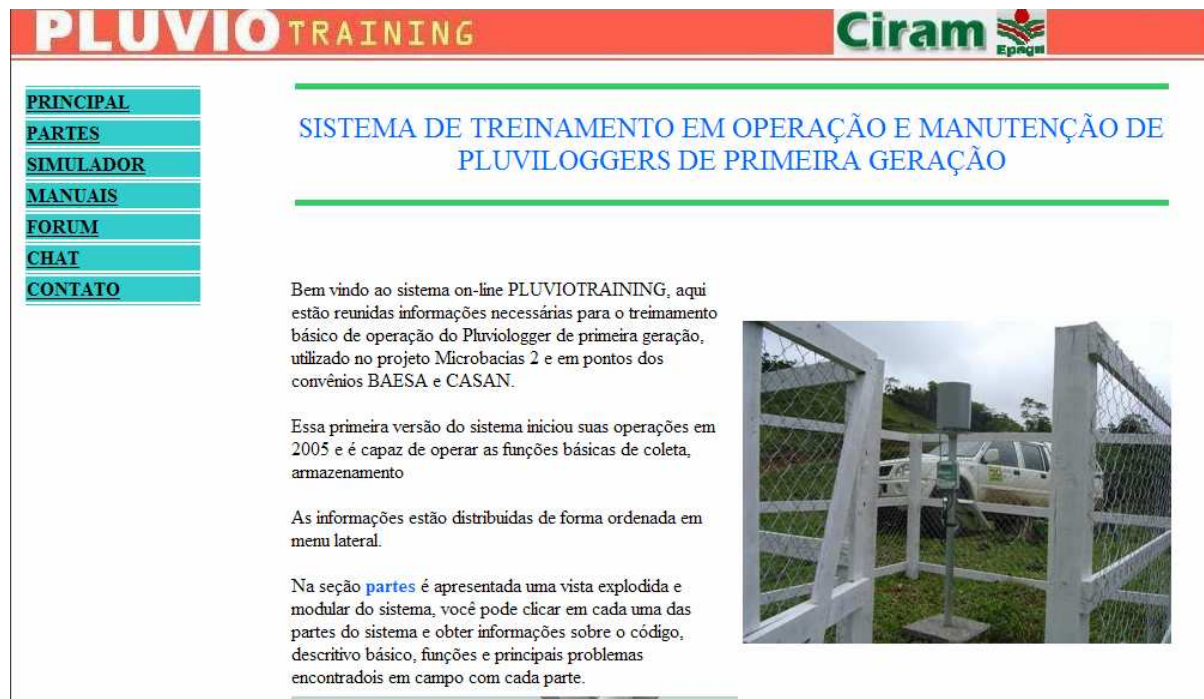 PLUVIO TRAINING
Ciram
Epagri
PRINCIPAL
PARTES
SIMULADOR
MANUAIS
FORUM
CHAT
CONTATO
SISTEMA DE TREINAMENTO EM OPERAÇÃO E MANUTENÇÃO DE
PLUVILOGGERS DE PRIMEIRA GERAÇÃO
Bem vindo ao sistema on-line PLUVIOTRAINING, aqui
estão reunidas informações necessárias para o treimamento
básico de operação do Pluviologger de primeira geração,
utilizado no projeto Microbacias 2 e em pontos dos
convênios BAESA e CASAN.
Essa primeira versão do sistema iniciou suas operações em
2005 e é capaz de operar as funções básicas de coleta,
armazenamento
As informações estão distribuídas de forma ordenada em
menu lateral.
Na seção partes é apresentada uma vista explodida e
modular do sistema, você pode clicar em cada uma das
partes do sistema e obter informações sobre o código,
descritivo básico, funções e principais problemas
encontradois em campo com cada parte.